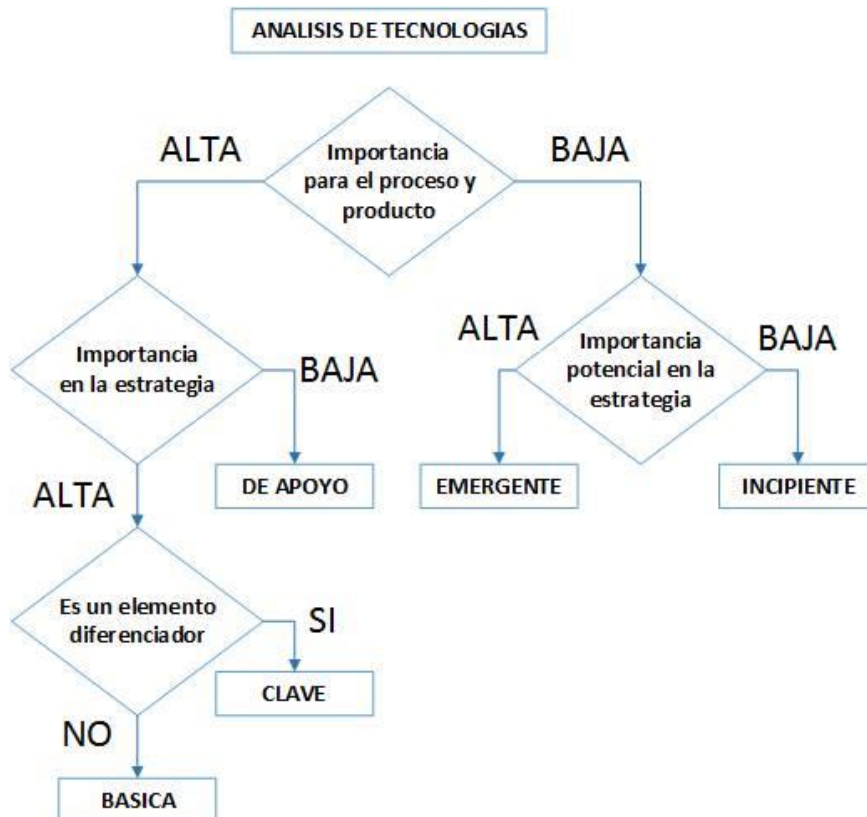 ANALISIS DE TECNOLOGIAS
ALTA
Importancia
para el proceso y
producto
BAJA
Importancia
en la estrategia
BAJA
ALTA
Importancia
potencial en la
estrategia
BAJA
ALTA
DE APOYO
EMERGENTE
INCIPIENTE
Es un elemento
diferenciador
SI
CLAVE
NO
BASICA